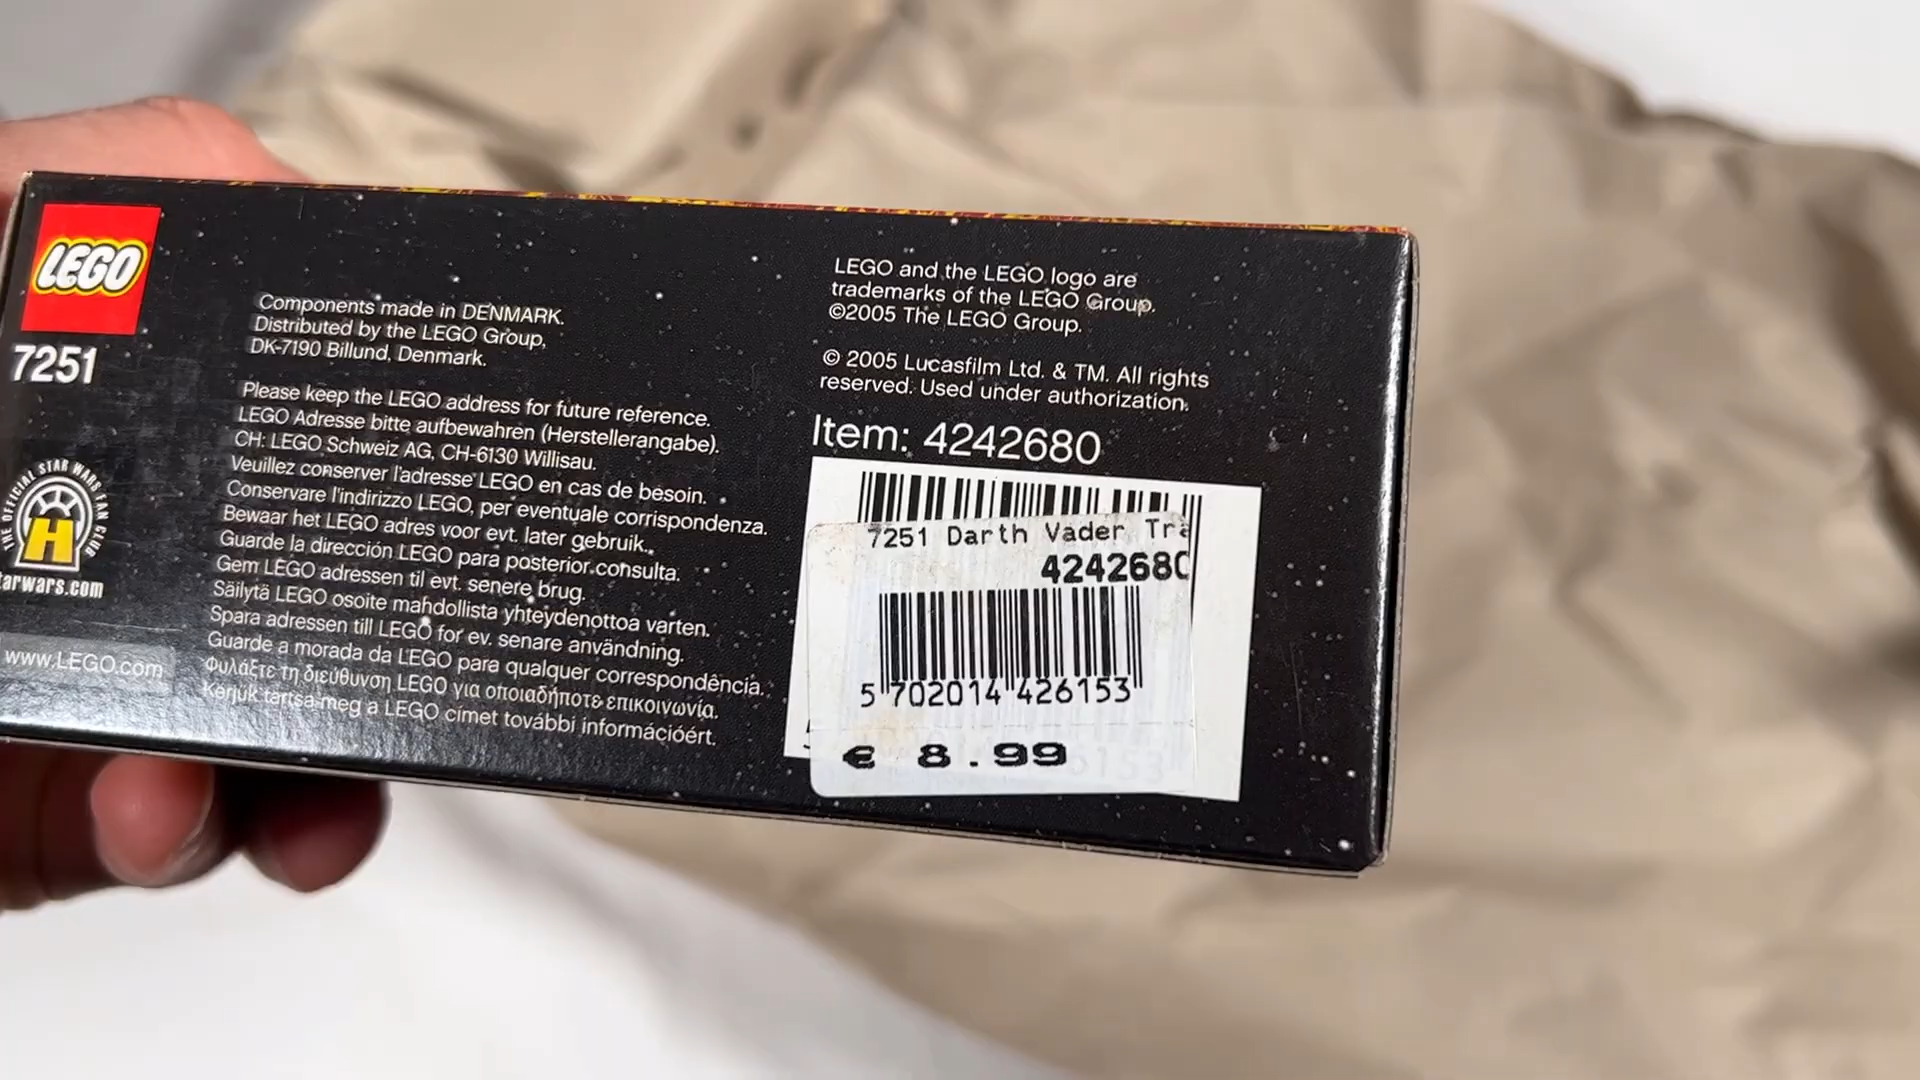 LEGO
7251
THE OFFICIAL STAR WARS FAN CLUB
H
tarwars.com
www.LEGO.com
Components made in DENMARK.
Distributed by the LEGO Group,
DK-7190 Billund, Denmark.
Please keep the LEGO address for future reference.
LEGO Adresse bitte aufbewahren (Herstellerangabe).
CH: LEGO Schweiz AG, CH-6130 Willisau.
Veuillez conserver l'adresse LEGO en cas de besoin.
Conservare l'indirizzo LEGO, per eventuale corrispondenza.
Bewaar het LEGO adres voor evt. later gebruik.
Guarde la dirección LEGO para posterior consulta.
Gem LEGO adressen til evt. senere brug.
Säilytä LEGO osoite mahdollista yhteydenottoa varten.
Spara adressen till LEGO for ev. senare användning.
Guarde a morada da LEGO para qualquer correspondência.
Φυλάξτε τη διεύθυνση LEGO για οποιαδήποτε επικοινωνία.
Kérjük tartsa meg a LEGO címet további információért.
LEGO and the LEGO logo are
trademarks of the LEGO Group.
©2005 The LEGO Group.
© 2005 Lucasfilm Ltd. & TM. All rights
reserved. Used under authorization.
Item: 4242680
7251 Darth Vader Tra
4242680
5 702014 426153
€ 8.99